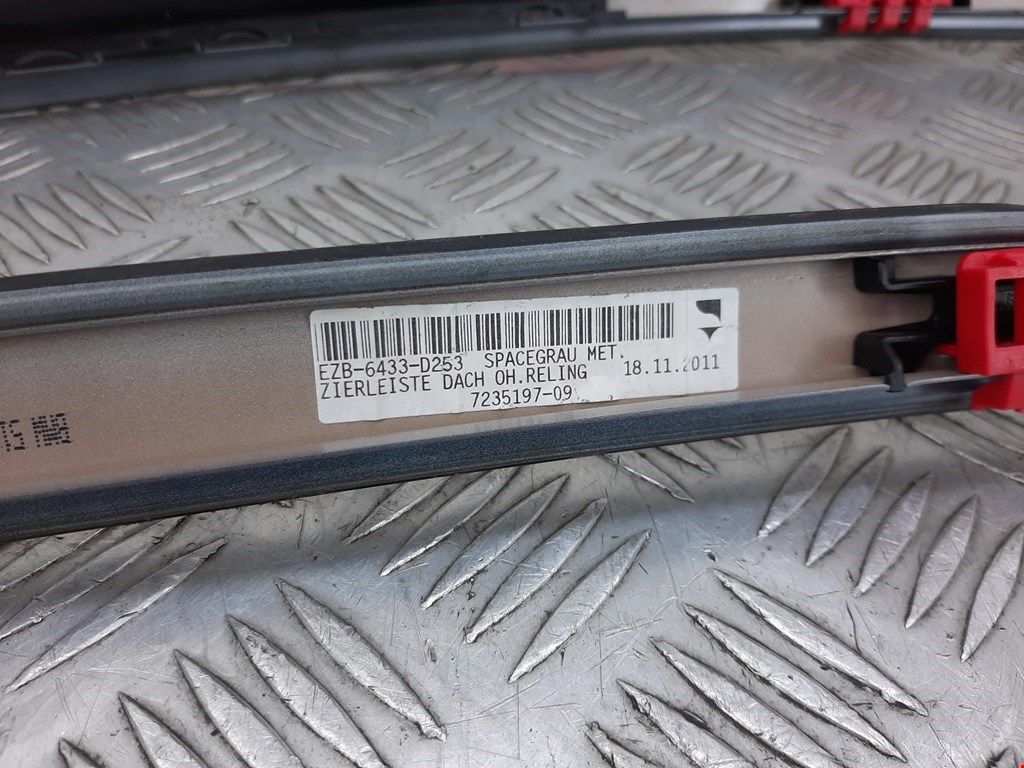 EZB-6433-D253 SPACEGRAU MET.
ZIERLEISTE DACH OH.RELING 18.11.2011
7235197-09